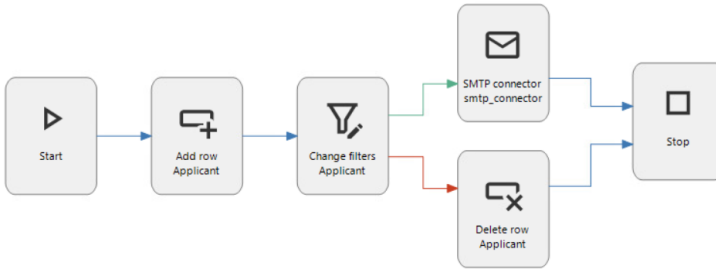 Start
Add row
Applicant
Change filters
Applicant
SMTP connector
smtp_connector
Delete row
Applicant
Stop